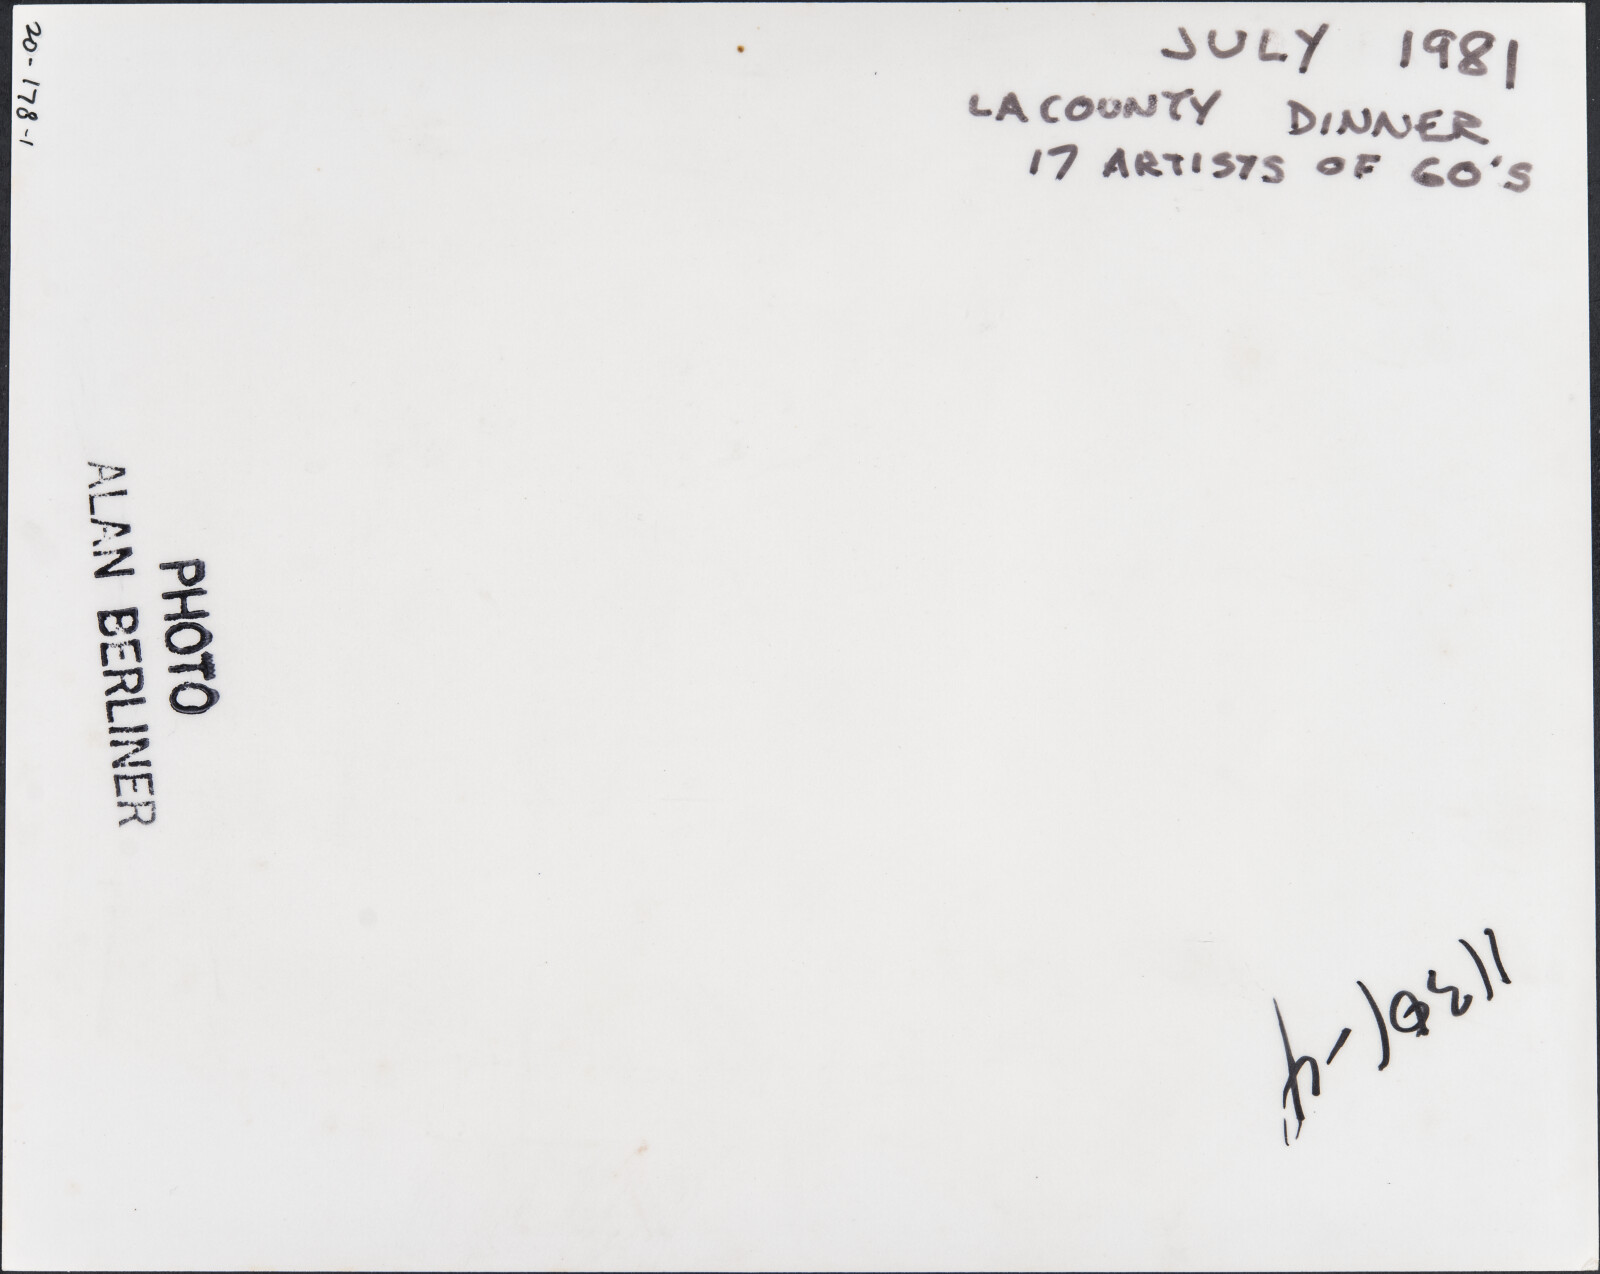 20-178-1
JULY 1981
LA COUNTY DINNER
17 ARTISTS OF 60'S
PHOTO
ALAN BERLINER